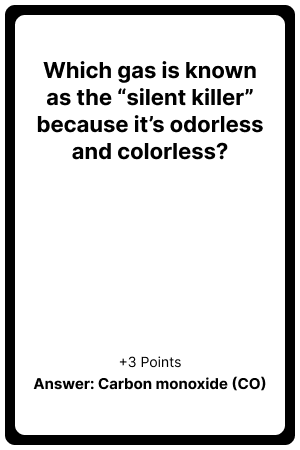 Which gas is known
as the “silent killer”
because it’s odorless
and colorless?
+3 Points
Answer: Carbon monoxide (CO)